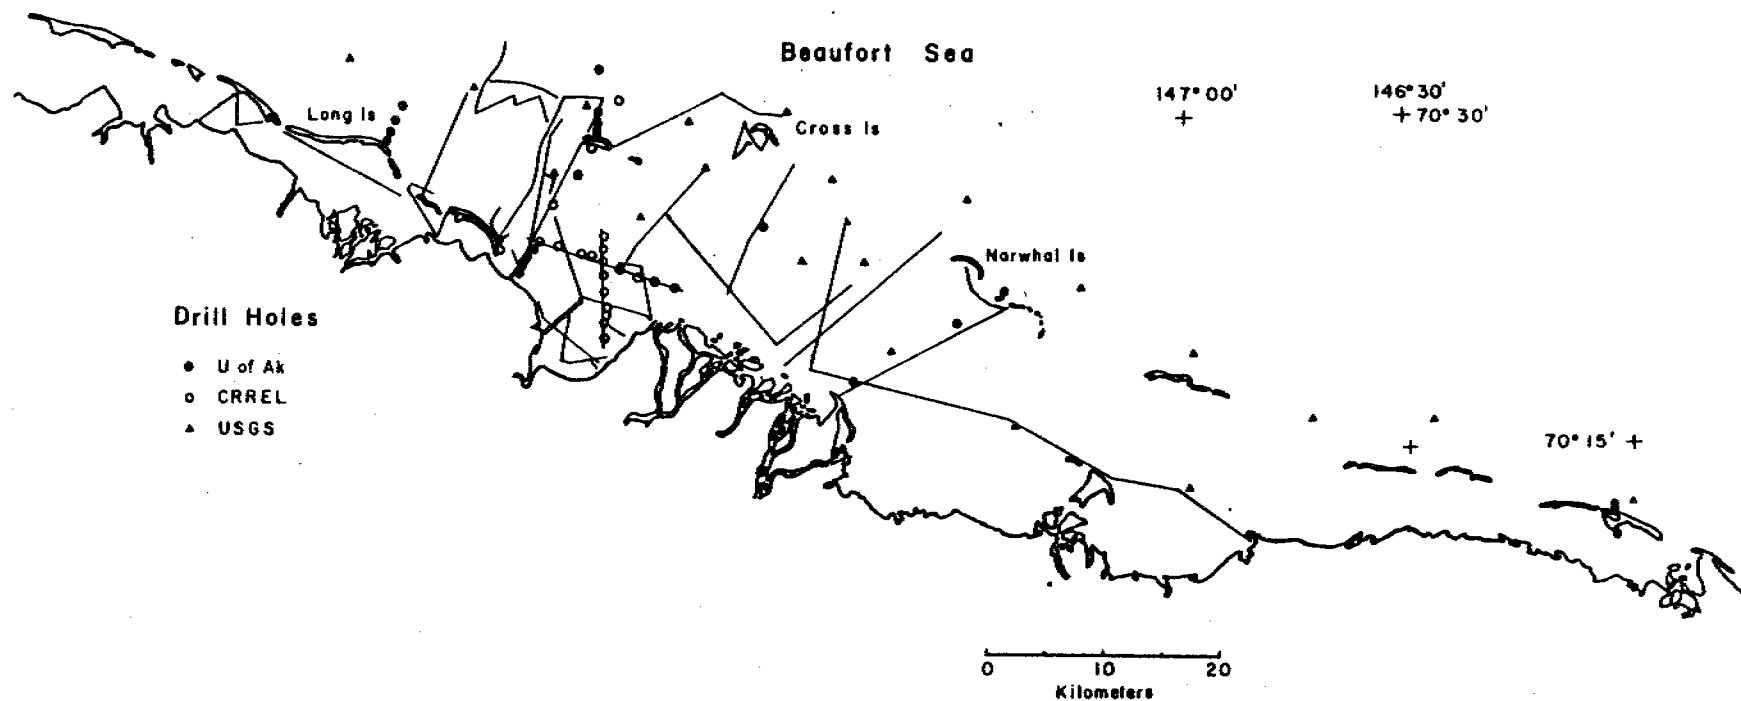 Beaufort Sea
147° 00'
146° 30'
70° 30'
Long Is
Cross Is
Narwhal Is
Drill Holes
U of Ak
CRREL
USGS
70° 15'
0 10 20
Kilometers